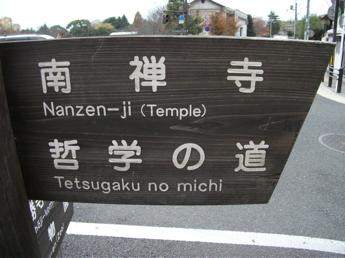 南禅寺
Nanzen-ji (Temple)
哲学の道
Tetsugaku no michi